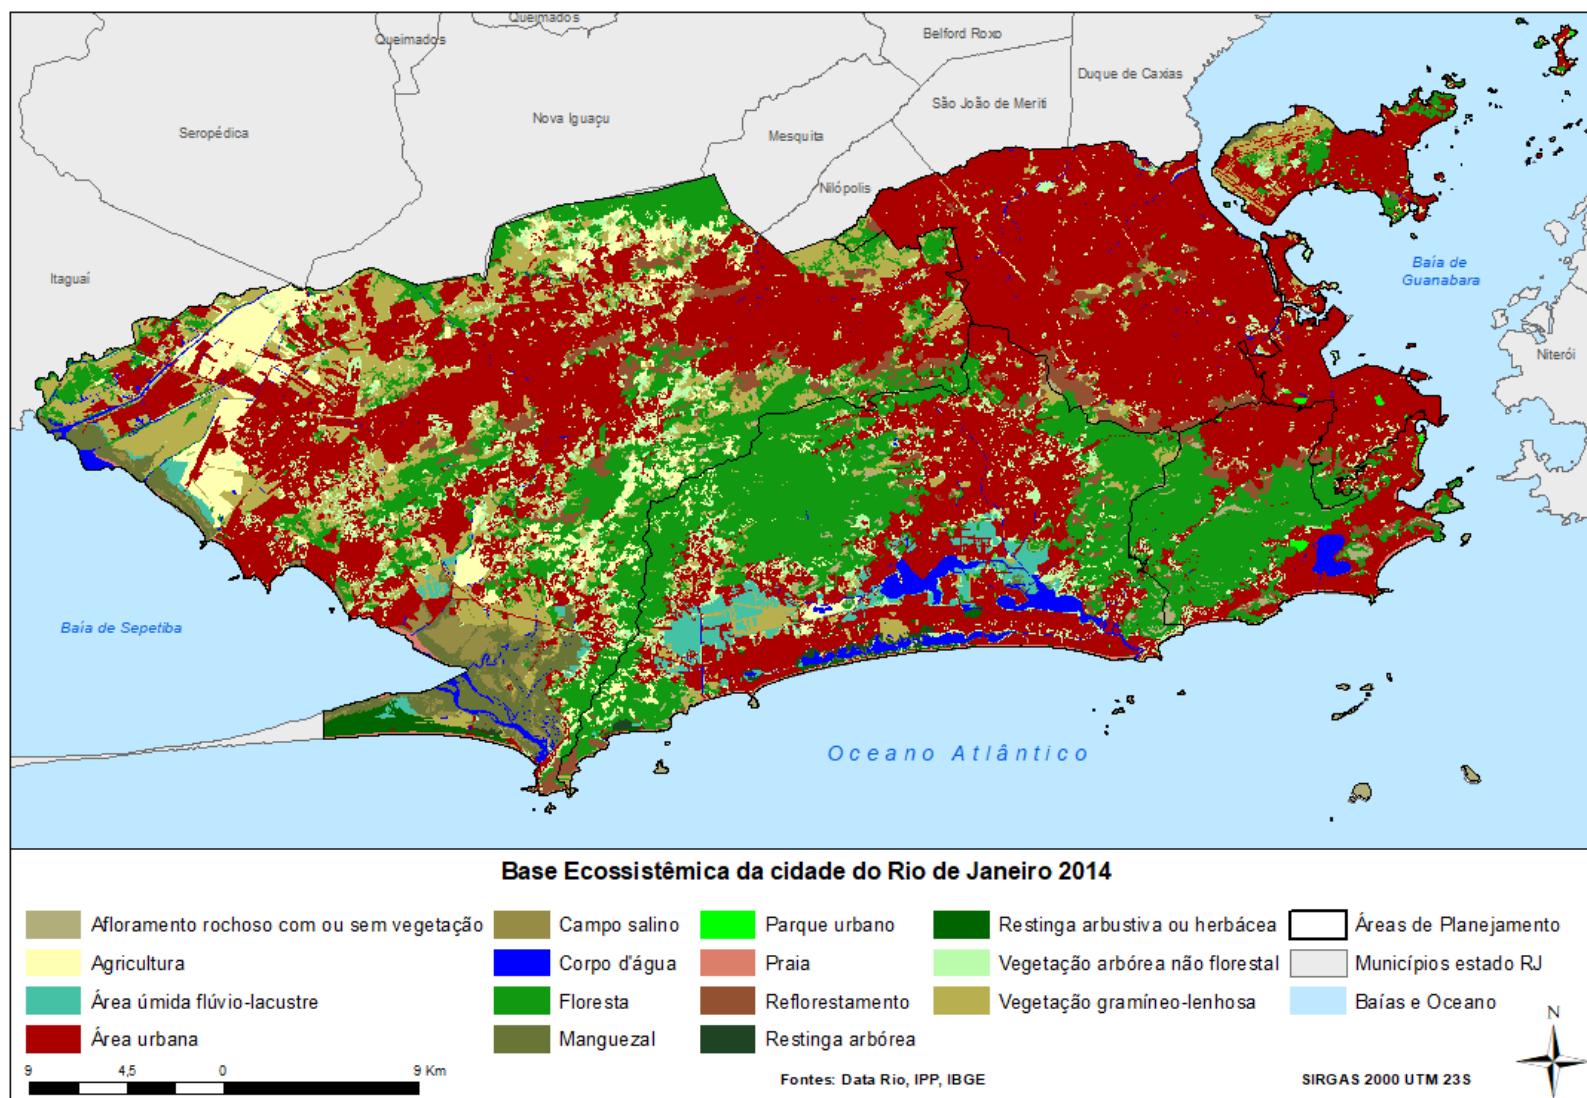 Queimados
Queimados
Belford Roxo
Duque de Caxias
São João de Meriti
Nova Iguaçu
Seropédica
Mesquita
Nilópolis
Itaguaí
Baía de
Guanabara
Niterói
Baía de Sepetiba
Oceano Atlântico
Base Ecossistêmica da cidade do Rio de Janeiro 2014
Afloramento rochoso com ou sem vegetação
Campo salino
Parque urbano
Restinga arbustiva ou herbácea
Áreas de Planejamento
Agricultura
Corpo d'água
Praia
Vegetação arbórea não florestal
Municípios estado RJ
Área úmida flúvio-lacustre
Floresta
Reflorestamento
Vegetação gramíneo-lenhosa
Baías e Oceano
Área urbana
Manguezal
Restinga arbórea
N
9 4,5 0 9 Km
Fontes: Data Rio, IPP, IBGE
SIRGAS 2000 UTM 23S